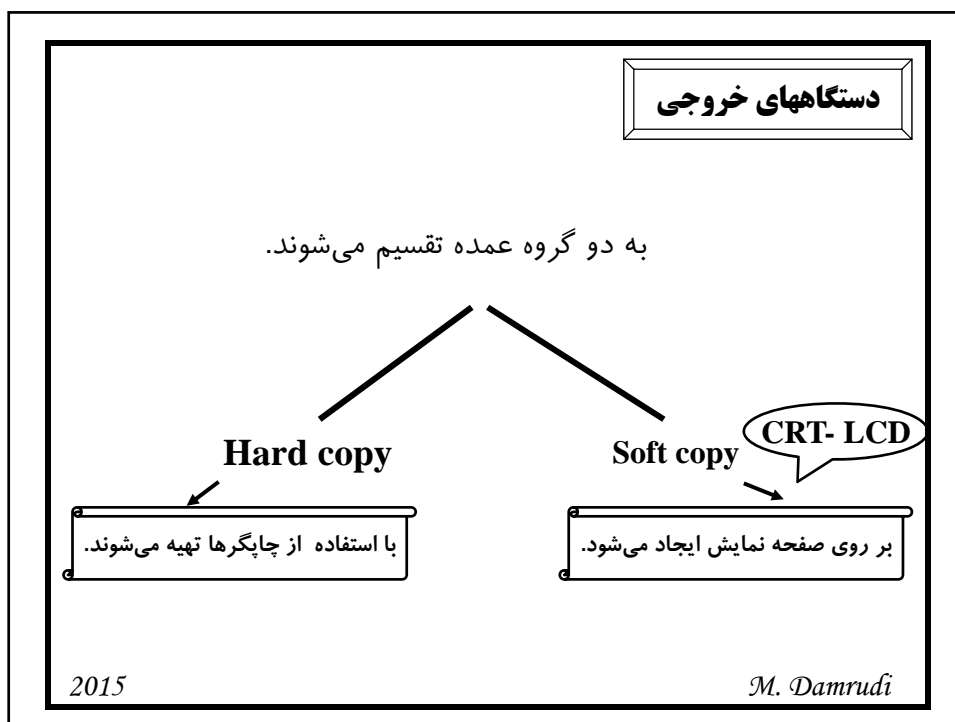 دستگاههای خروجی
به دو گروه عمده تقسیم می‌شوند.
CRT- LCD
Soft copy
Hard copy
بر روی صفحه نمایش ایجاد می‌شود.
با استفاده از چاپگرها تهیه می‌شوند.
2015
M. Damrudi